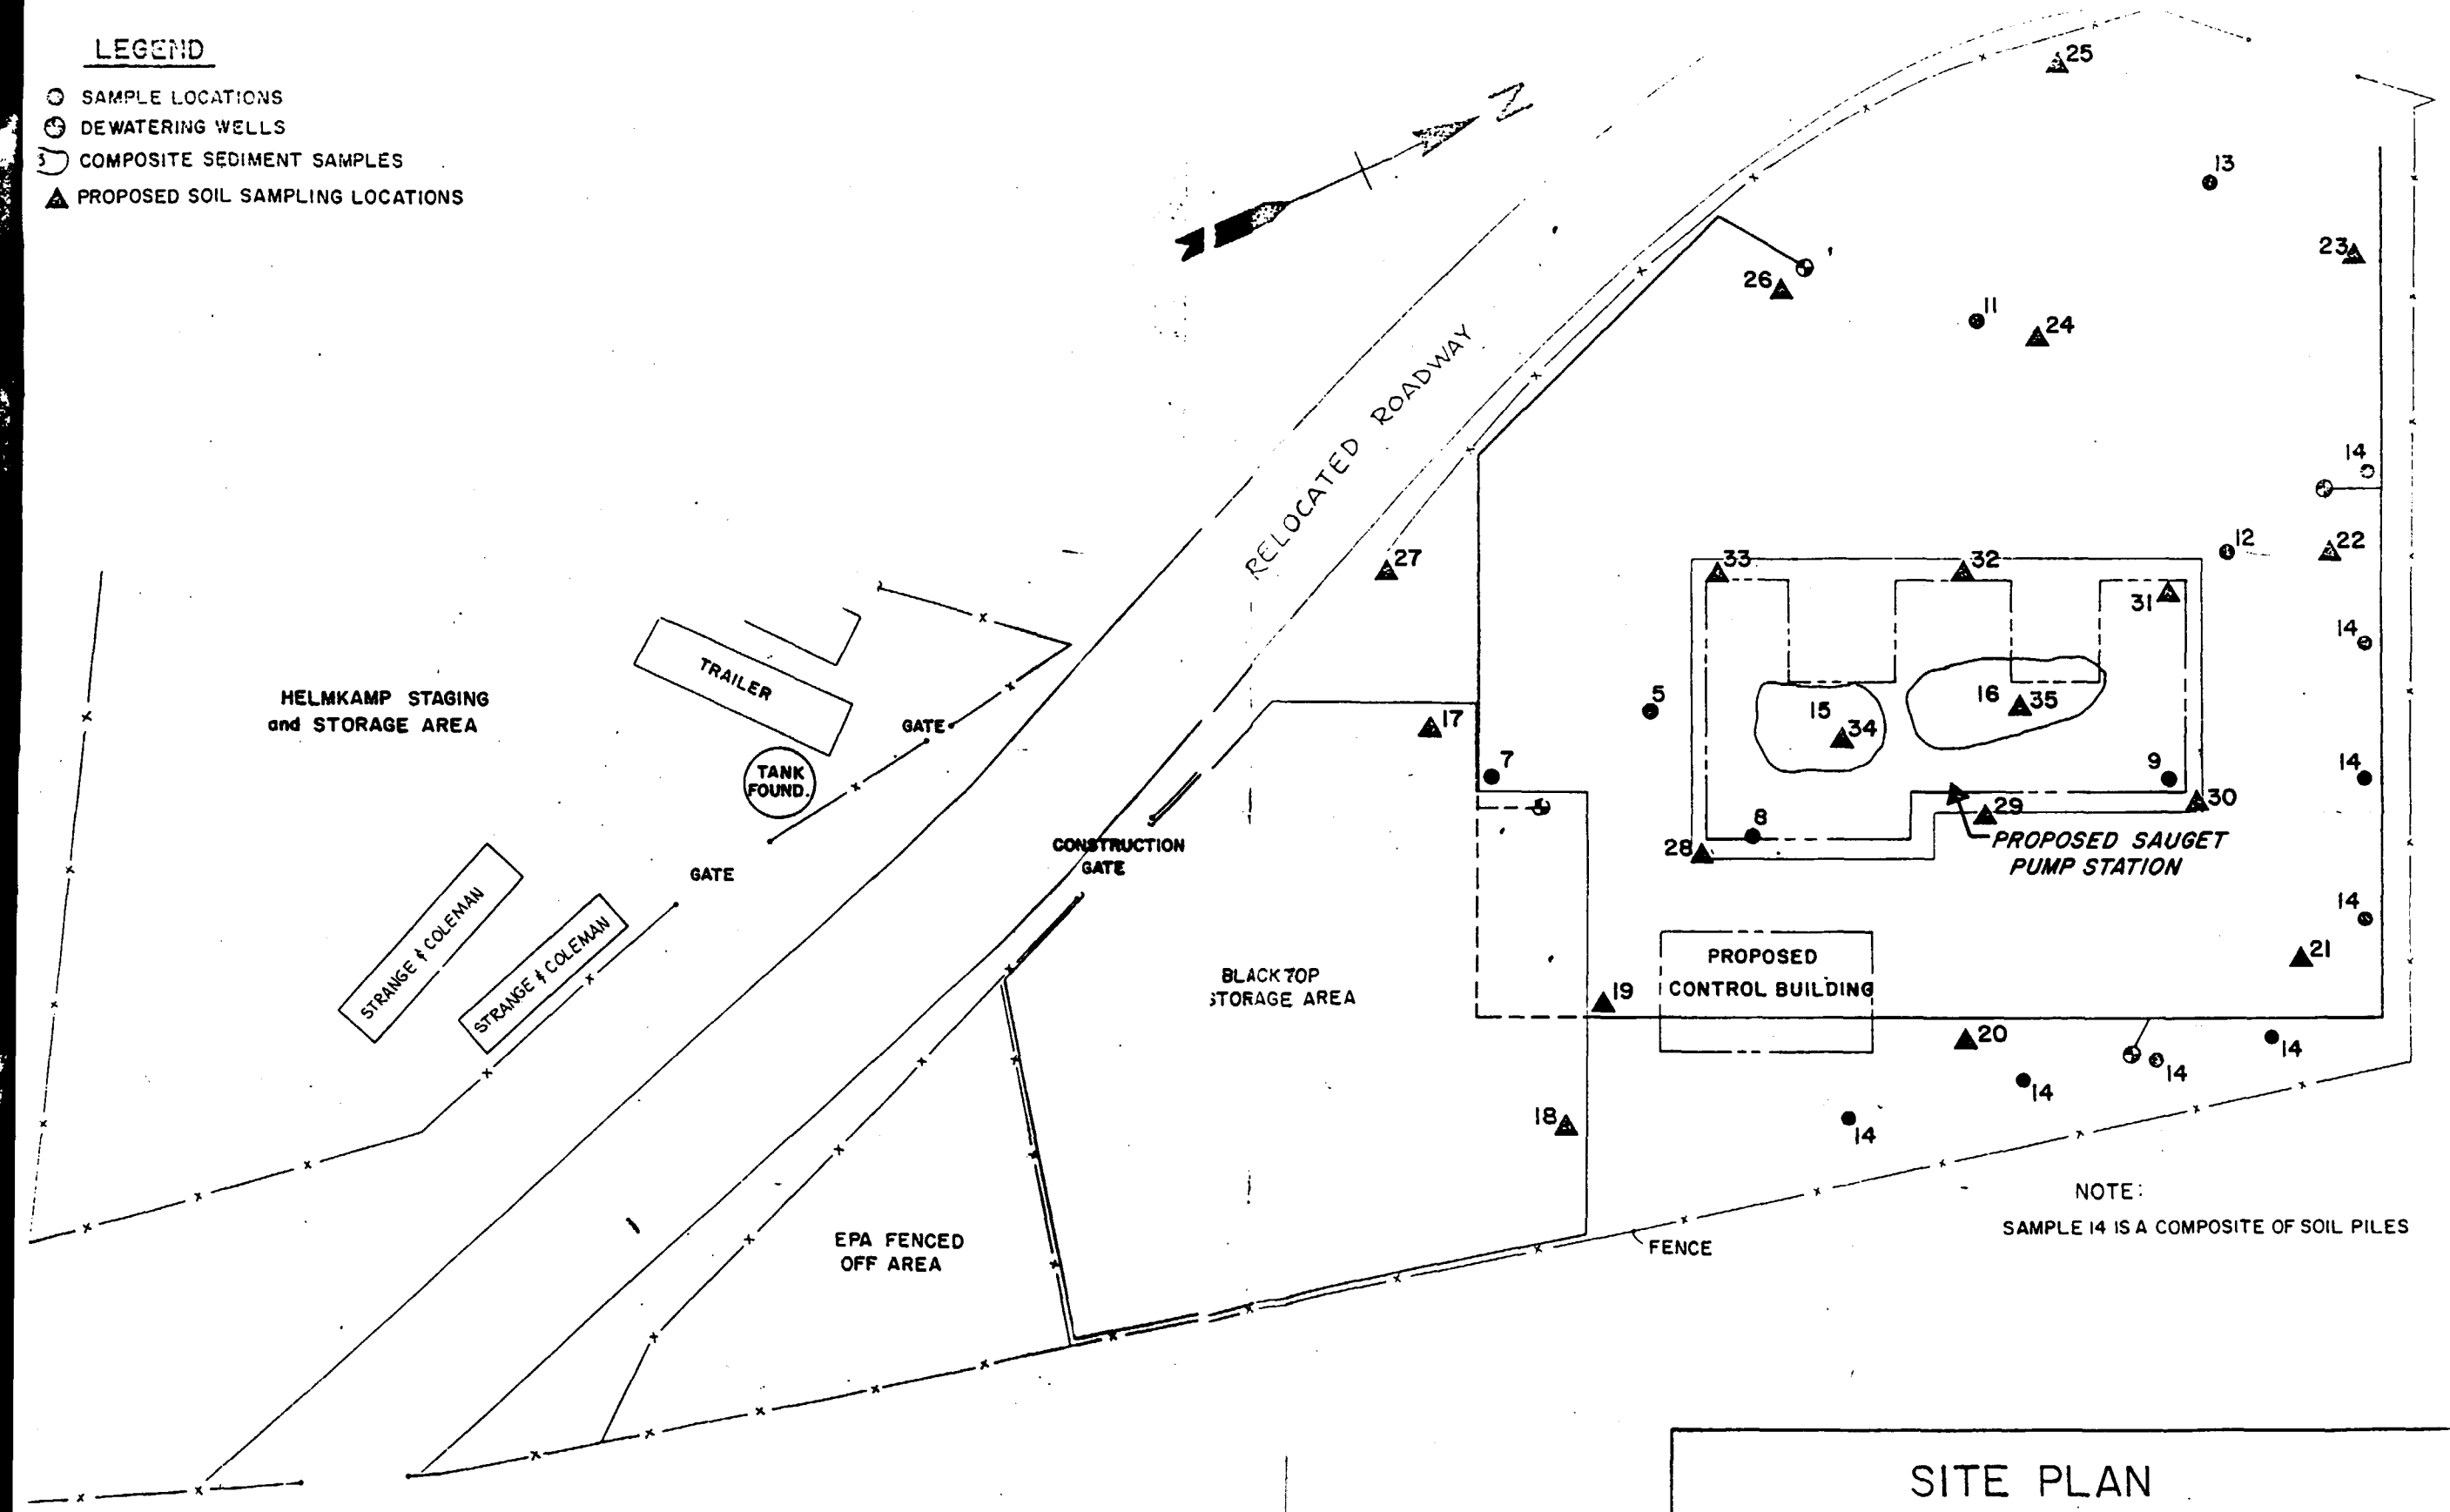 LEGEND
SAMPLE LOCATIONS
DEWATERING WELLS
COMPOSITE SEDIMENT SAMPLES
PROPOSED SOIL SAMPLING LOCATIONS
N
25
13
23
26
11
24
RELOCATED ROADWAY
14
12
22
27
33
32
31
14
TRAILER
HELMKAMP STAGING
and STORAGE AREA
GATE
TANK
FOUND.
17
5
7
15
34
16
35
9
14
30
29
8
28
PROPOSED SAUGET
PUMP STATION
CONSTRUCTION
GATE
GATE
STRANGE & COLEMAN
STRANGE & COLEMAN
14
21
BLACKTOP
STORAGE AREA
19
PROPOSED
CONTROL BUILDING
20
14
14
14
14
18
EPA FENCED
OFF AREA
FENCE
NOTE:
SAMPLE 14 IS A COMPOSITE OF SOIL PILES
SITE PLAN